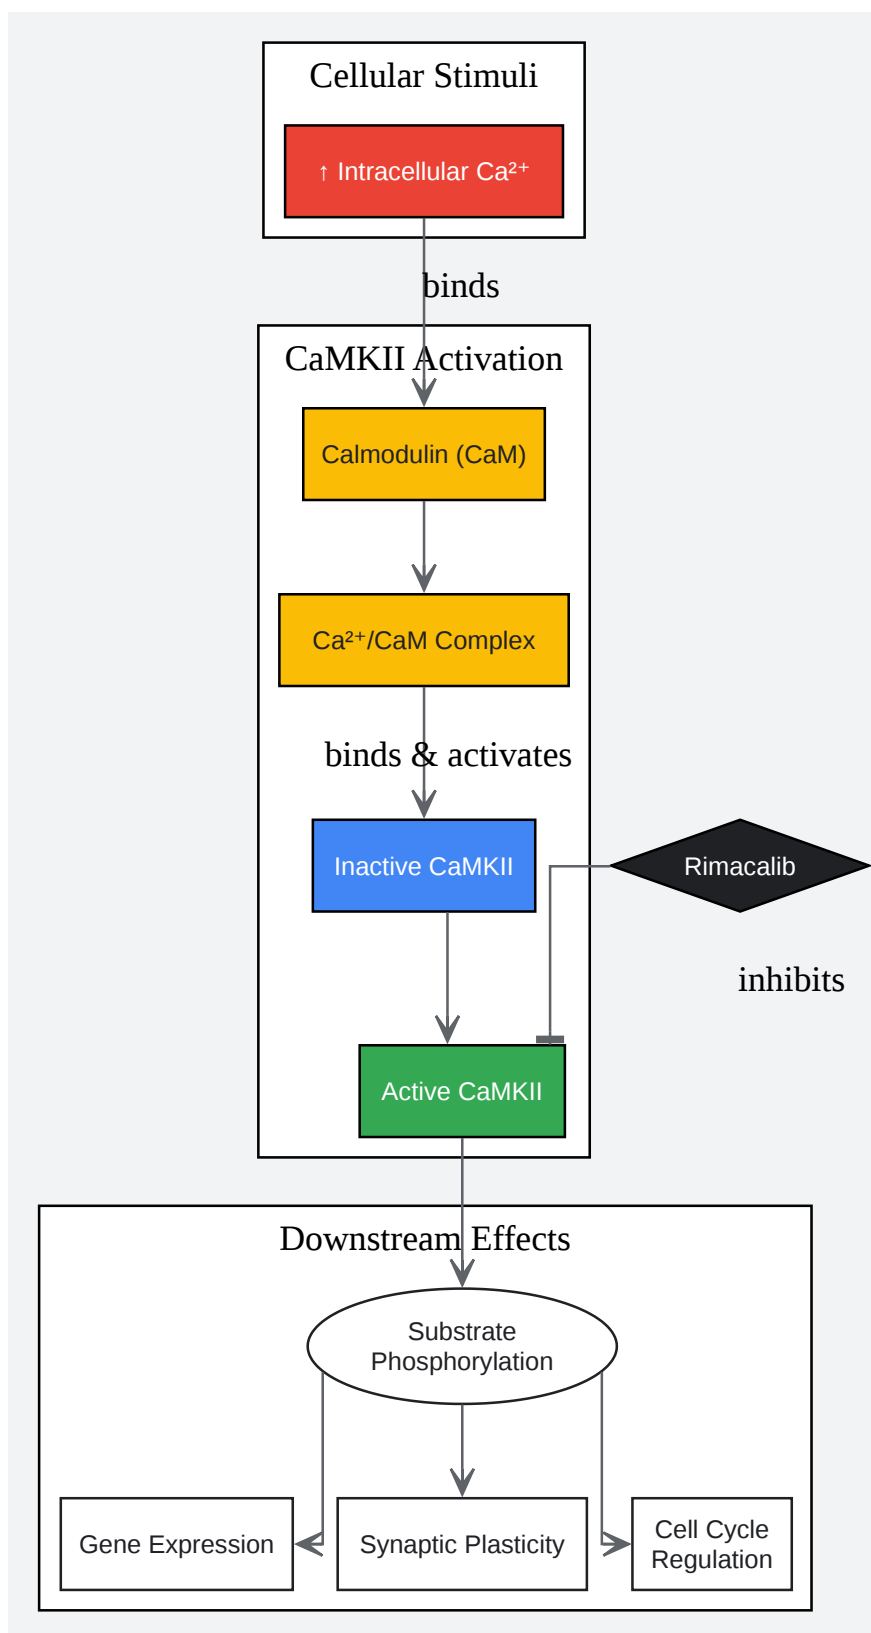 Cellular Stimuli
↑ Intracellular Ca²⁺
binds
CaMKII Activation
Calmodulin (CaM)
Ca²⁺/CaM Complex
binds & activates
Inactive CaMKII
Rimacalib
inhibits
Active CaMKII
Downstream Effects
Substrate
Phosphorylation
Gene Expression
Synaptic Plasticity
Cell Cycle
Regulation